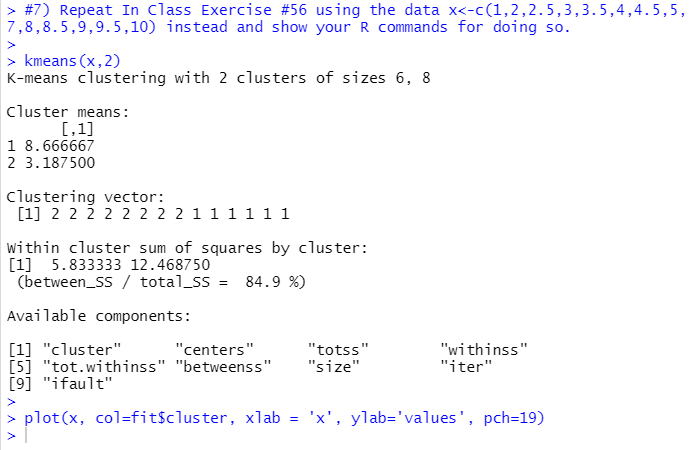 > #7) Repeat In Class Exercise #56 using the data x<-c(1,2,2.5,3,3.5,4,4.5,5,
7,8,8.5,9,9.5,10) instead and show your R commands for doing so.
>
> kmeans(x,2)
K-means clustering with 2 clusters of sizes 6, 8
Cluster means:
[,1]
1 8.666667
2 3.187500
Clustering vector:
[1] 2 2 2 2 2 2 2 2 1 1 1 1 1 1
Within cluster sum of squares by cluster:
[1]  5.833333 12.468750
(between_SS / total_SS =  84.9 %)
Available components:
[1] "cluster"      "centers"      "totss"        "withinss"
[5] "tot.withinss" "betweenss"    "size"         "iter"
[9] "ifault"
>
> plot(x, col=fit$cluster, xlab = 'x', ylab='values', pch=19)
>